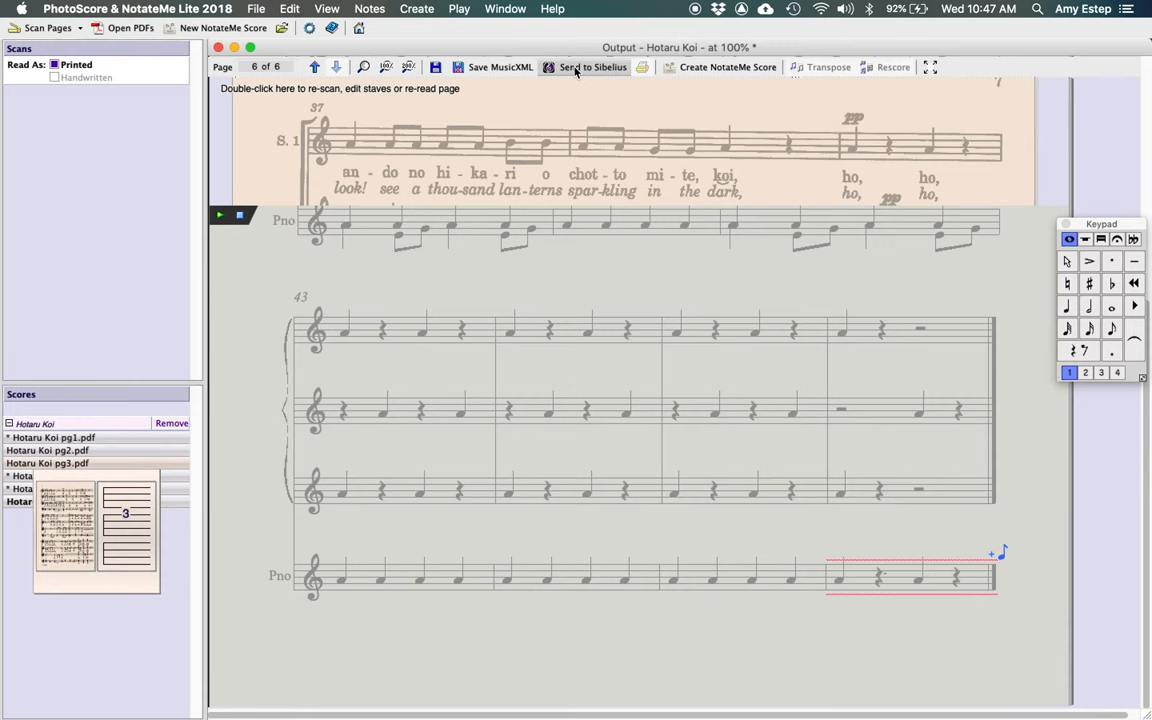 PhotoScore & NotateMe Lite 2018 File Edit View Notes Create Play Window Help 92% Wed 10:47 AM Amy Estep
Scan Pages Open PDFs New NotateMe Score
Scans
Read As: Printed
Handwritten
Output - Hotaru Koi - at 100% *
Page 6 of 6 Save MusicXML Send to Sibelius Create NotateMe Score Transpose Rescore
Double-click here to re-scan, edit staves or re-read page
7
37
pp
S. 1
an - do no hi - ka - ri o chot - to mi - te, koi, ho, ho,
look! see a thou-sand lan-terns spar-kling in the dark, ho, ho,
pp
Pno
43
Pno
Keypad
1 2 3 4
Scores
Hotaru Koi Remove
* Hotaru Koi pg1.pdf
Hotaru Koi pg2.pdf
Hotaru Koi pg3.pdf
* Hota
* Hota
Hotar
3